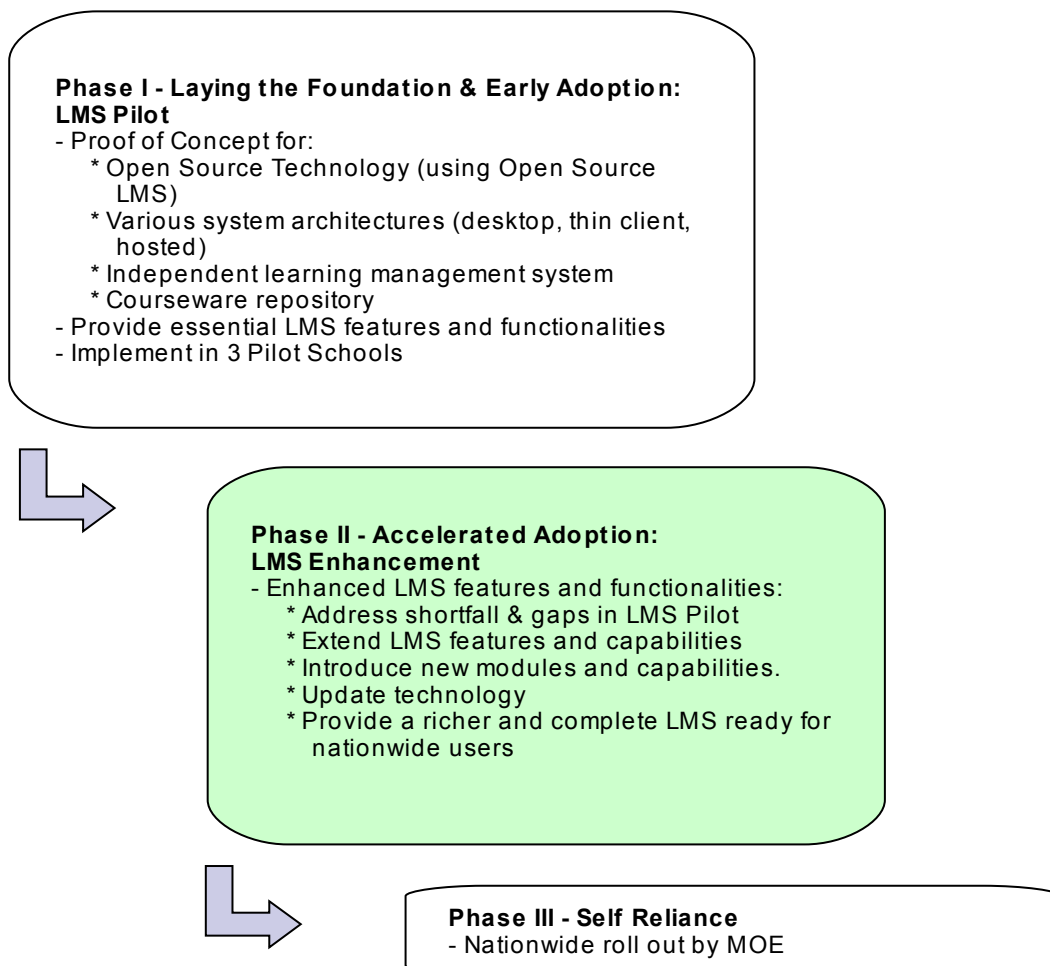 Phase I - Laying the Foundation & Early Adoption:
LMS Pilot
- Proof of Concept for:
* Open Source Technology (using Open Source
LMS)
* Various system architectures (desktop, thin client,
hosted)
* Independent learning management system
* Courseware repository
- Provide essential LMS features and functionalities
- Implement in 3 Pilot Schools
Phase II - Accelerated Adoption:
LMS Enhancement
- Enhanced LMS features and functionalities:
* Address shortfall & gaps in LMS Pilot
* Extend LMS features and capabilities
* Introduce new modules and capabilities.
* Update technology
* Provide a richer and complete LMS ready for
nationwide users
Phase III - Self Reliance
- Nationwide roll out by MOE